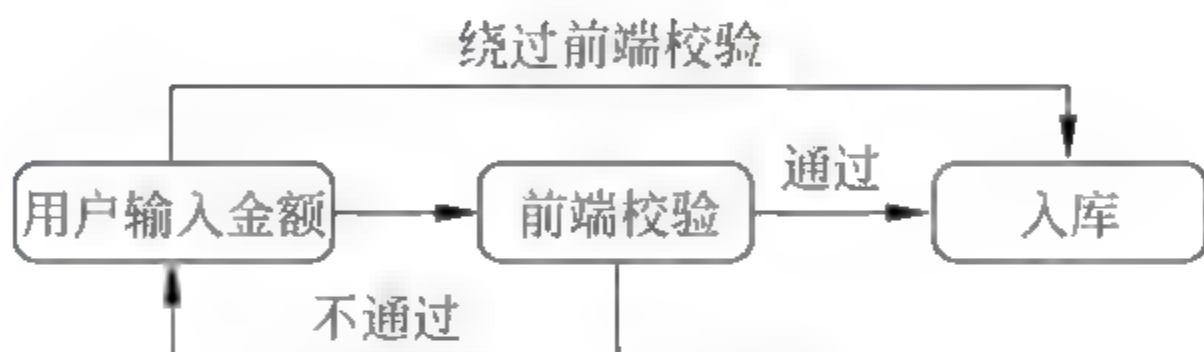 绕过前端校验
通过
用户输入金额
前端校验
入库
不通过